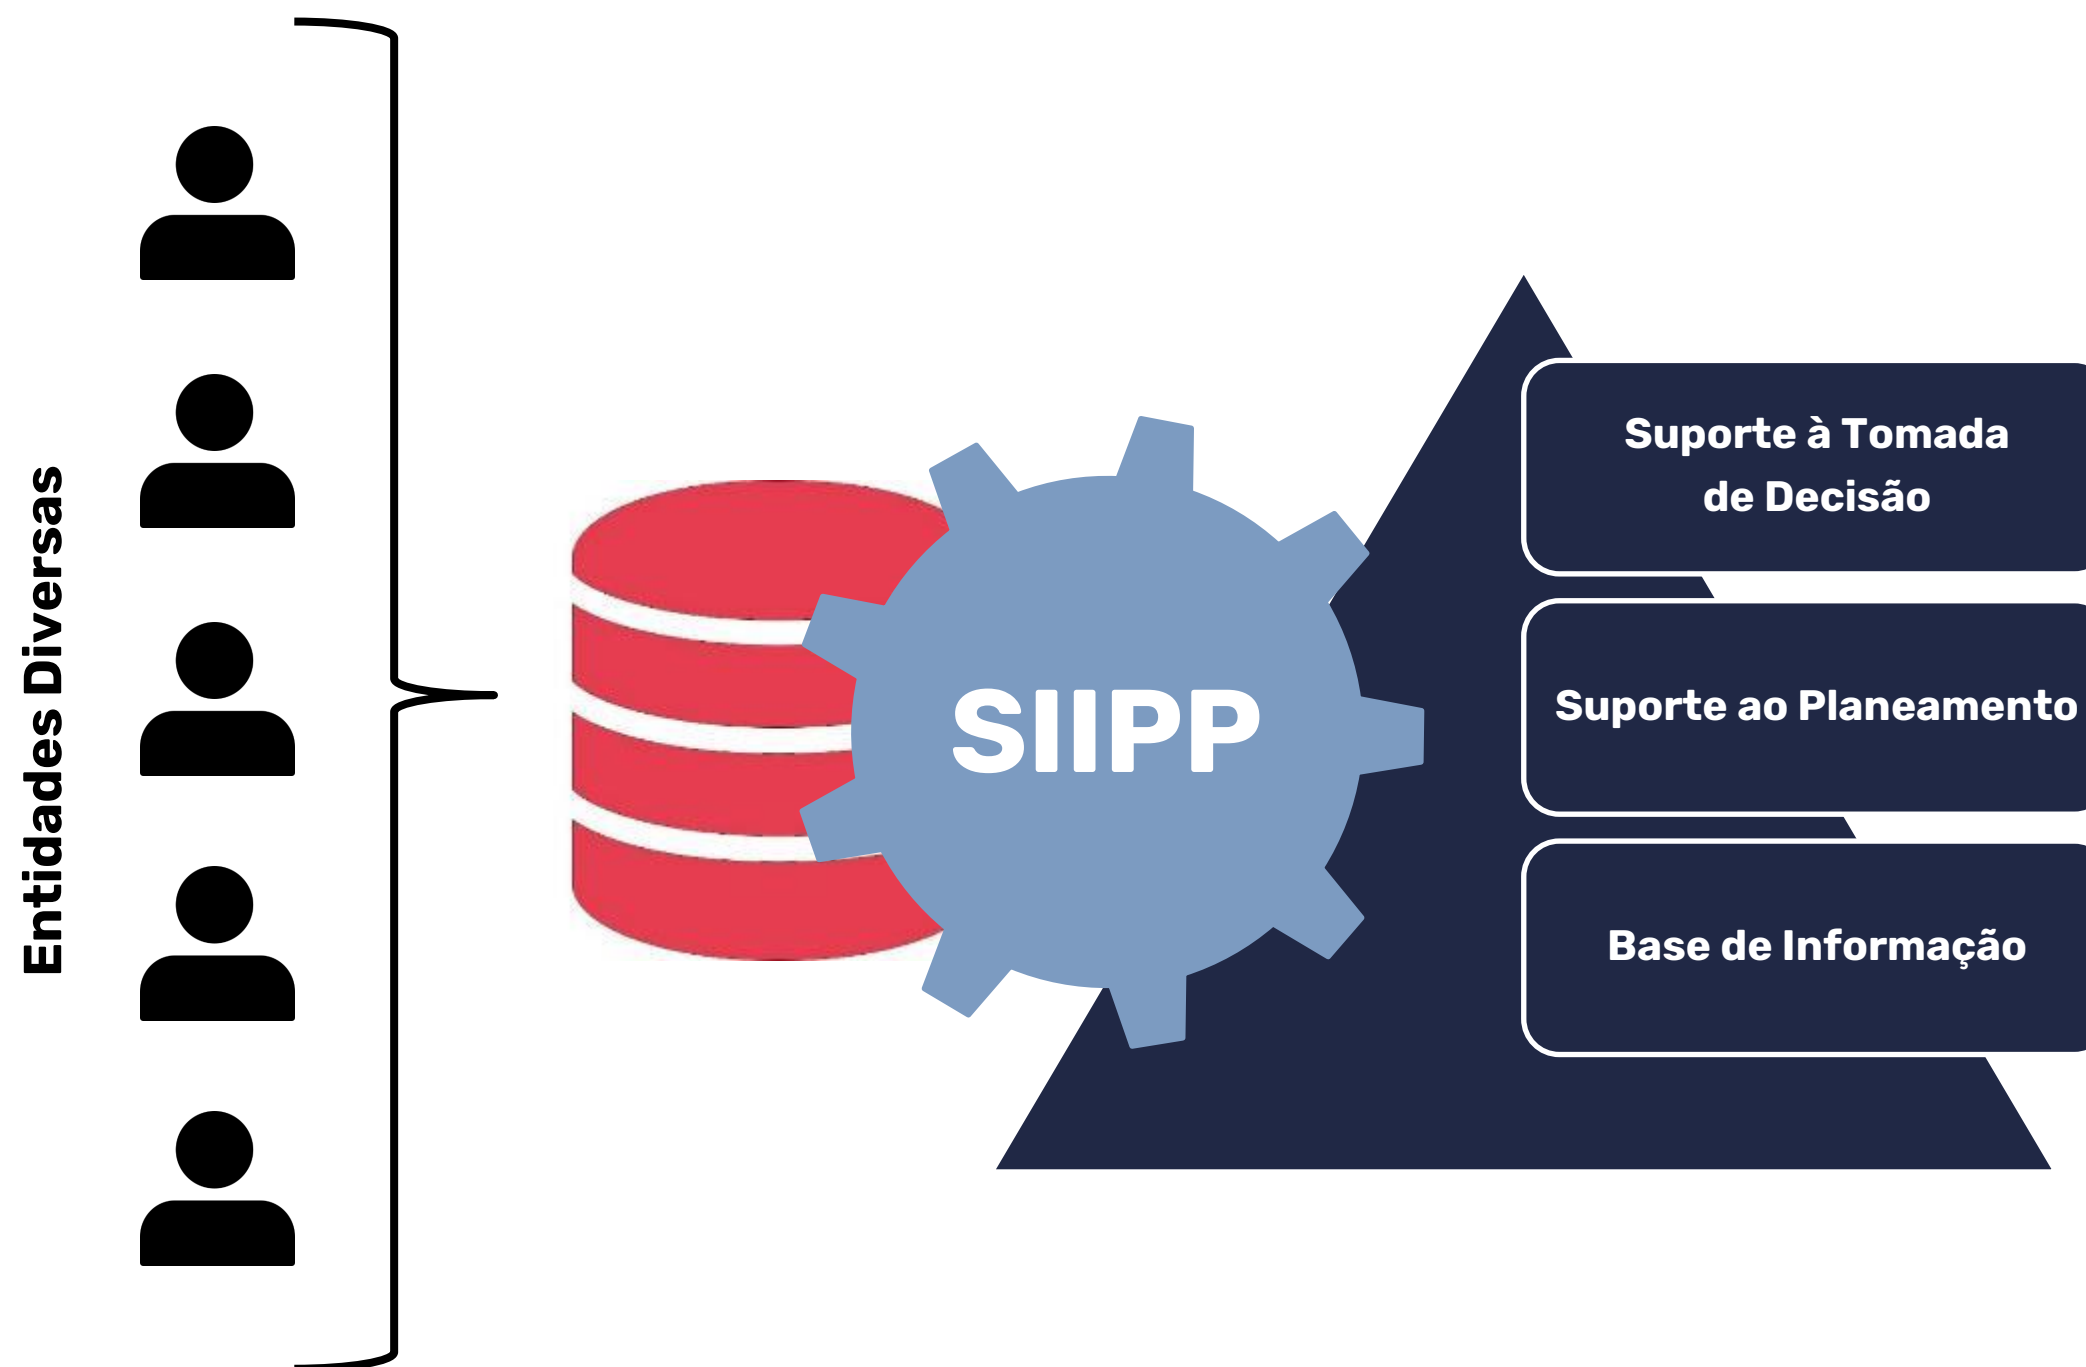 Entidades Diversas
SIIPP
Suporte à Tomada
de Decisão
Suporte ao Planeamento
Base de Informação